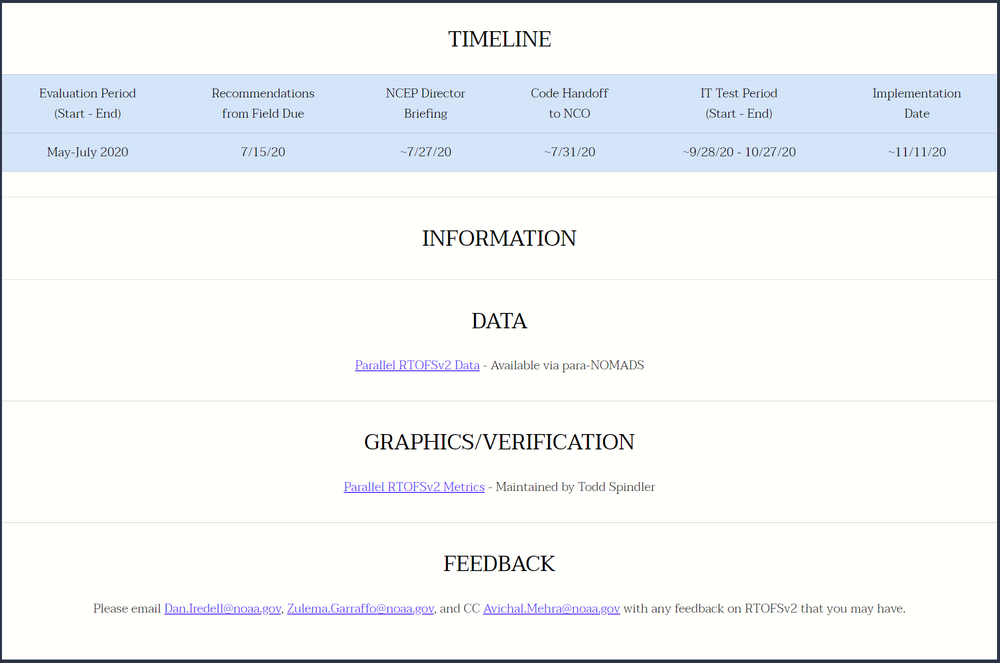 TIMELINE
Evaluation Period
(Start - End)
Recommendations
from Field Due
NCEP Director
Briefing
Code Handoff
to NCO
IT Test Period
(Start - End)
Implementation
Date
May-July 2020
7/15/20
~7/27/20
~7/31/20
~9/28/20 - 10/27/20
~11/11/20
INFORMATION
DATA
Parallel RTOFSv2 Data - Available via para-NOMADS
GRAPHICS/VERIFICATION
Parallel RTOFSv2 Metrics - Maintained by Todd Spindler
FEEDBACK
Please email Dan.Iredell@noaa.gov, Zulema.Garraffo@noaa.gov, and CC Avichal.Mehra@noaa.gov with any feedback on RTOFSv2 that you may have.